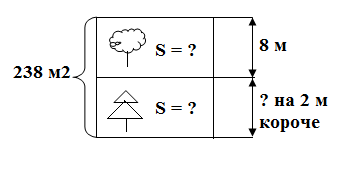 S = ?
8 м
238 м2
S = ?
? на 2 м
короче